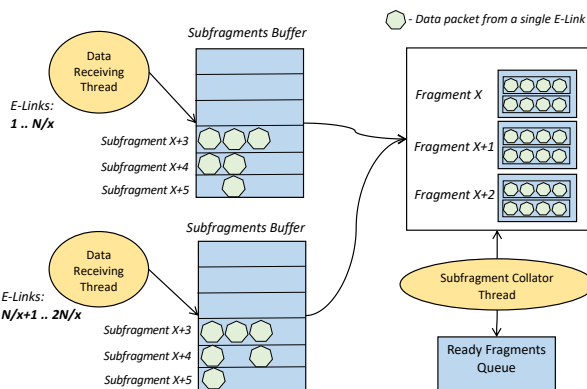 - Data packet from a single E-Link
Subfragments Buffer
Data
Receiving
Thread
E-Links:
1 .. N/x
Subfragment X+3
Subfragment X+4
Subfragment X+5
Fragment X
Fragment X+1
Fragment X+2
Subfragments Buffer
Data
Receiving
Thread
E-Links:
N/x+1 .. 2N/x
Subfragment X+3
Subfragment X+4
Subfragment X+5
Subfragment Collator
Thread
Ready Fragments
Queue